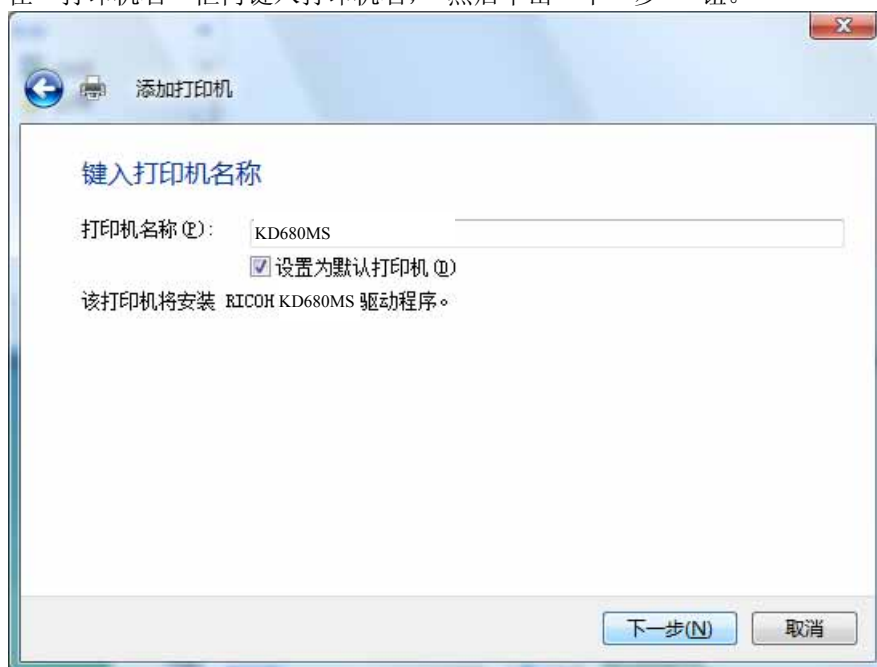 添加打印机
键入打印机名称
打印机名称(P):
KD680MS
设置为默认打印机(D)
该打印机将安装 RICOH KD680MS 驱动程序。
下一步(N)
取消